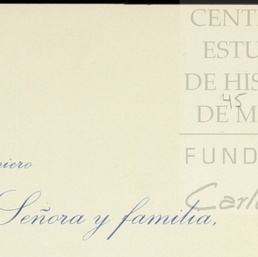 CENT
ESTU
DE HIS
45
DE M
FUND
Carl
niero
Señora y familia,